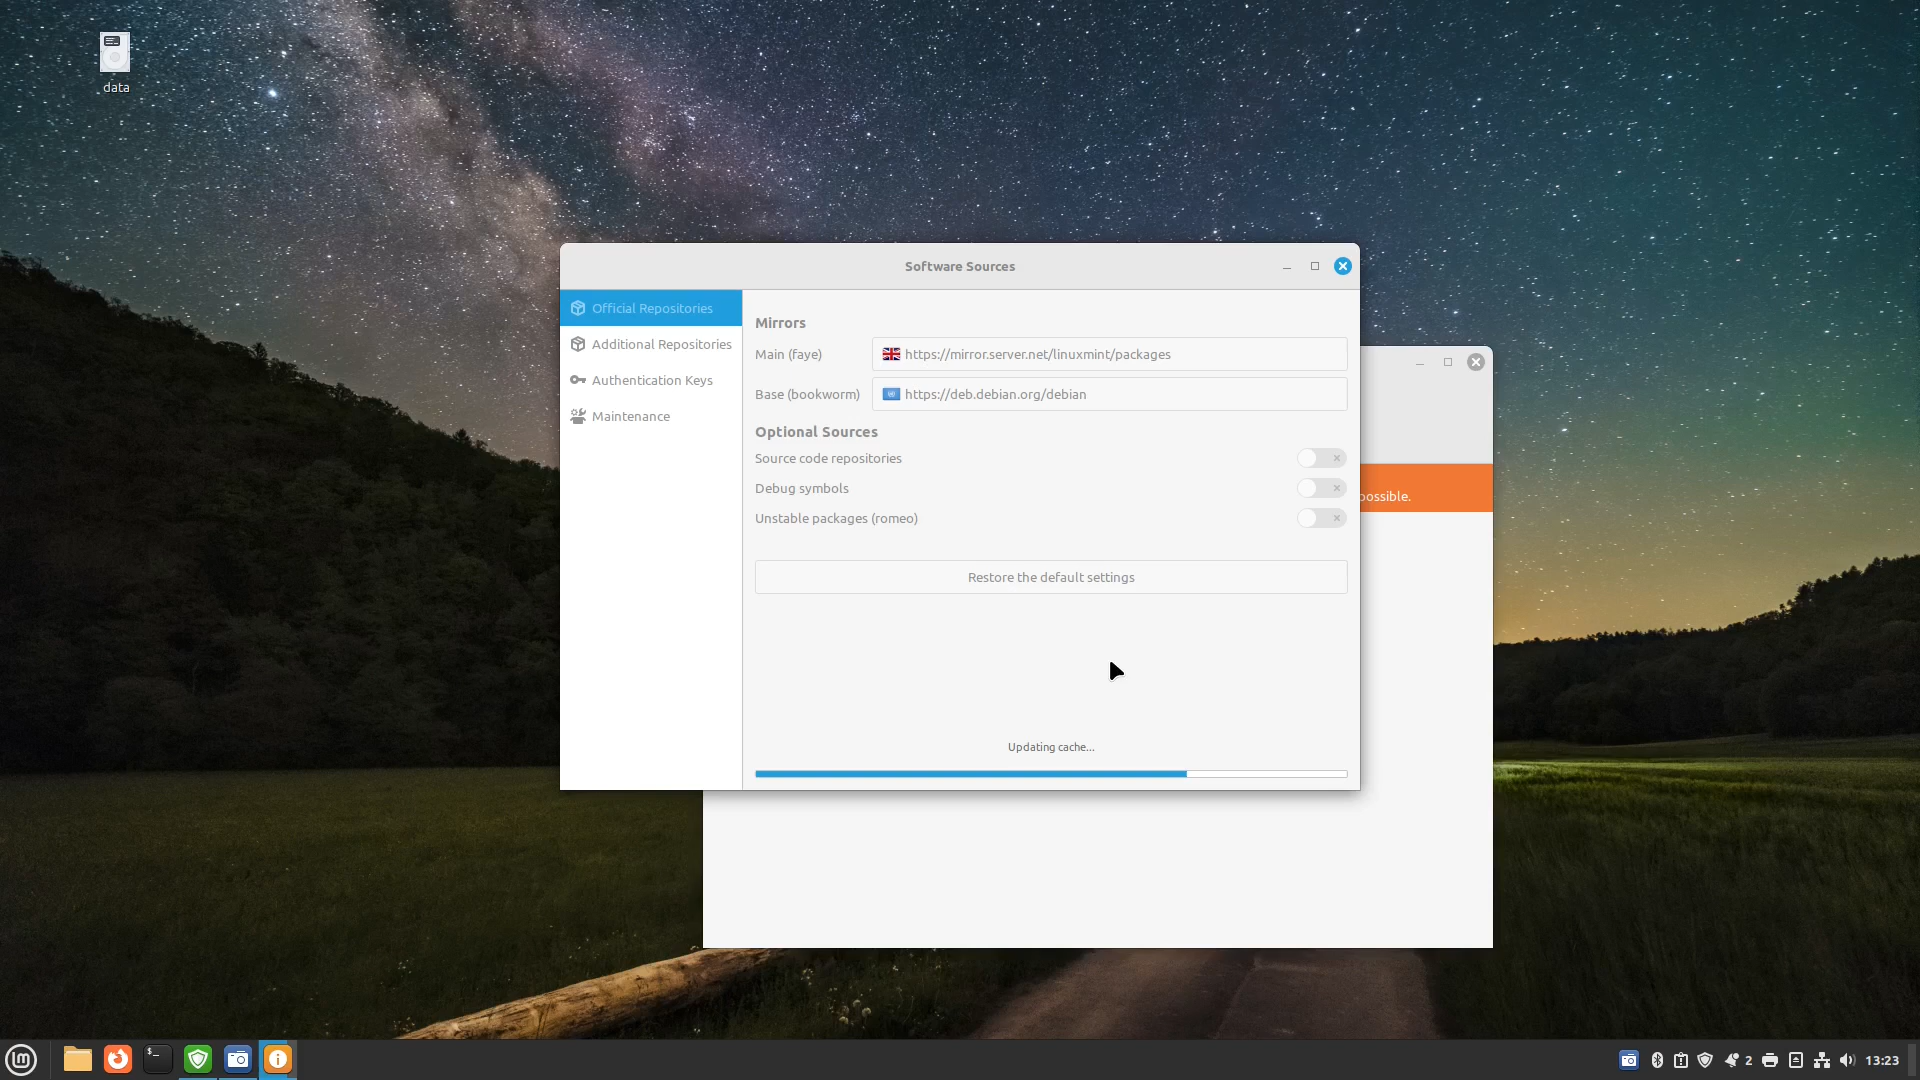 data
Software Sources
Official Repositories
Additional Repositories
Authentication Keys
Maintenance
Mirrors
Main (faye)
https://mirror.server.net/linuxmint/packages
Base (bookworm)
https://deb.debian.org/debian
Optional Sources
Source code repositories
Debug symbols
Unstable packages (romeo)
Restore the default settings
Updating cache...
possible.
$_
2
13:23